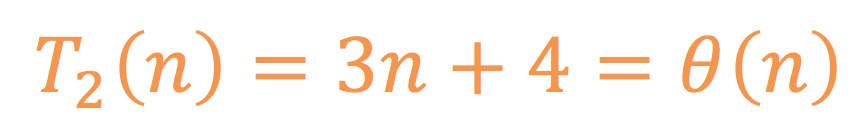 T₂(n) = 3n + 4 = θ(n)